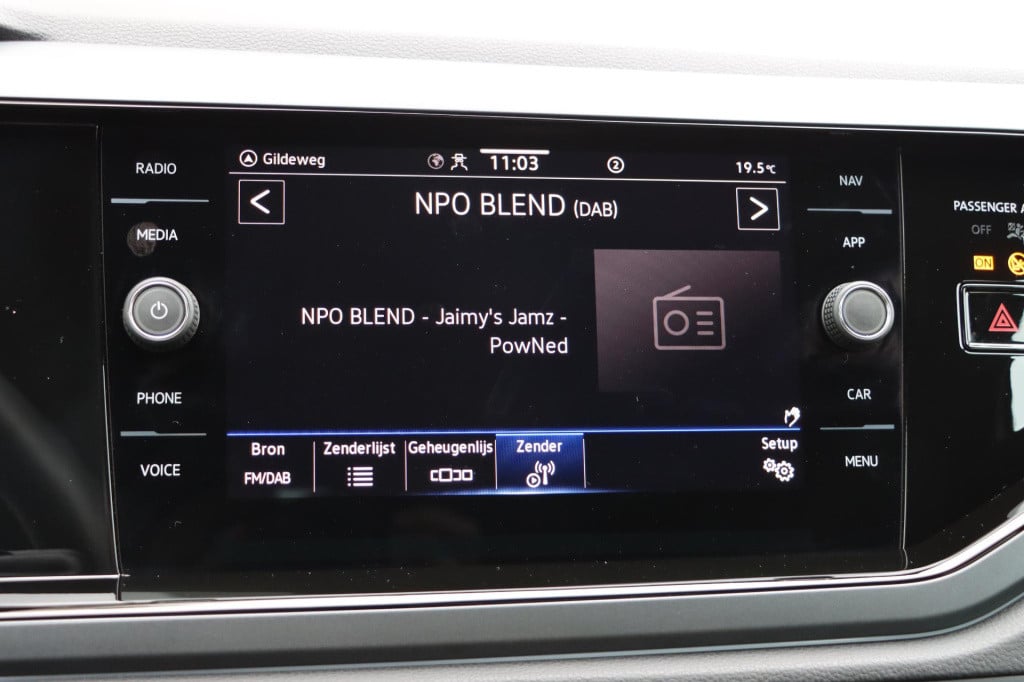 Gildeweg 11:03 2 19.5°C
RADIO
MEDIA
PHONE
VOICE
NPO BLEND (DAB)
NPO BLEND - Jaimy's Jamz -
PowNed
Bron
FM/DAB
Zenderlijst
Geheugenlijs
Zender
Setup
NAV
APP
CAR
MENU
PASSENGER
OFF
ON